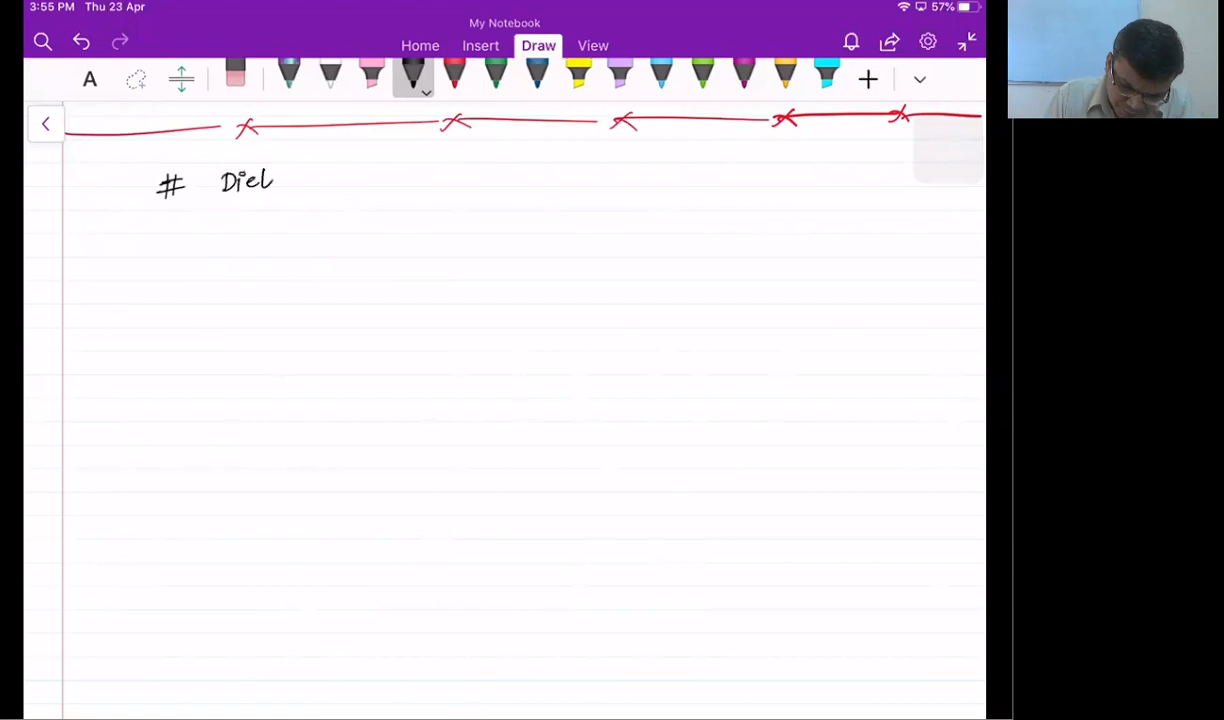 3:55 PM Thu 23 Apr
57%
My Notebook
Home Insert Draw View
A
# Diel